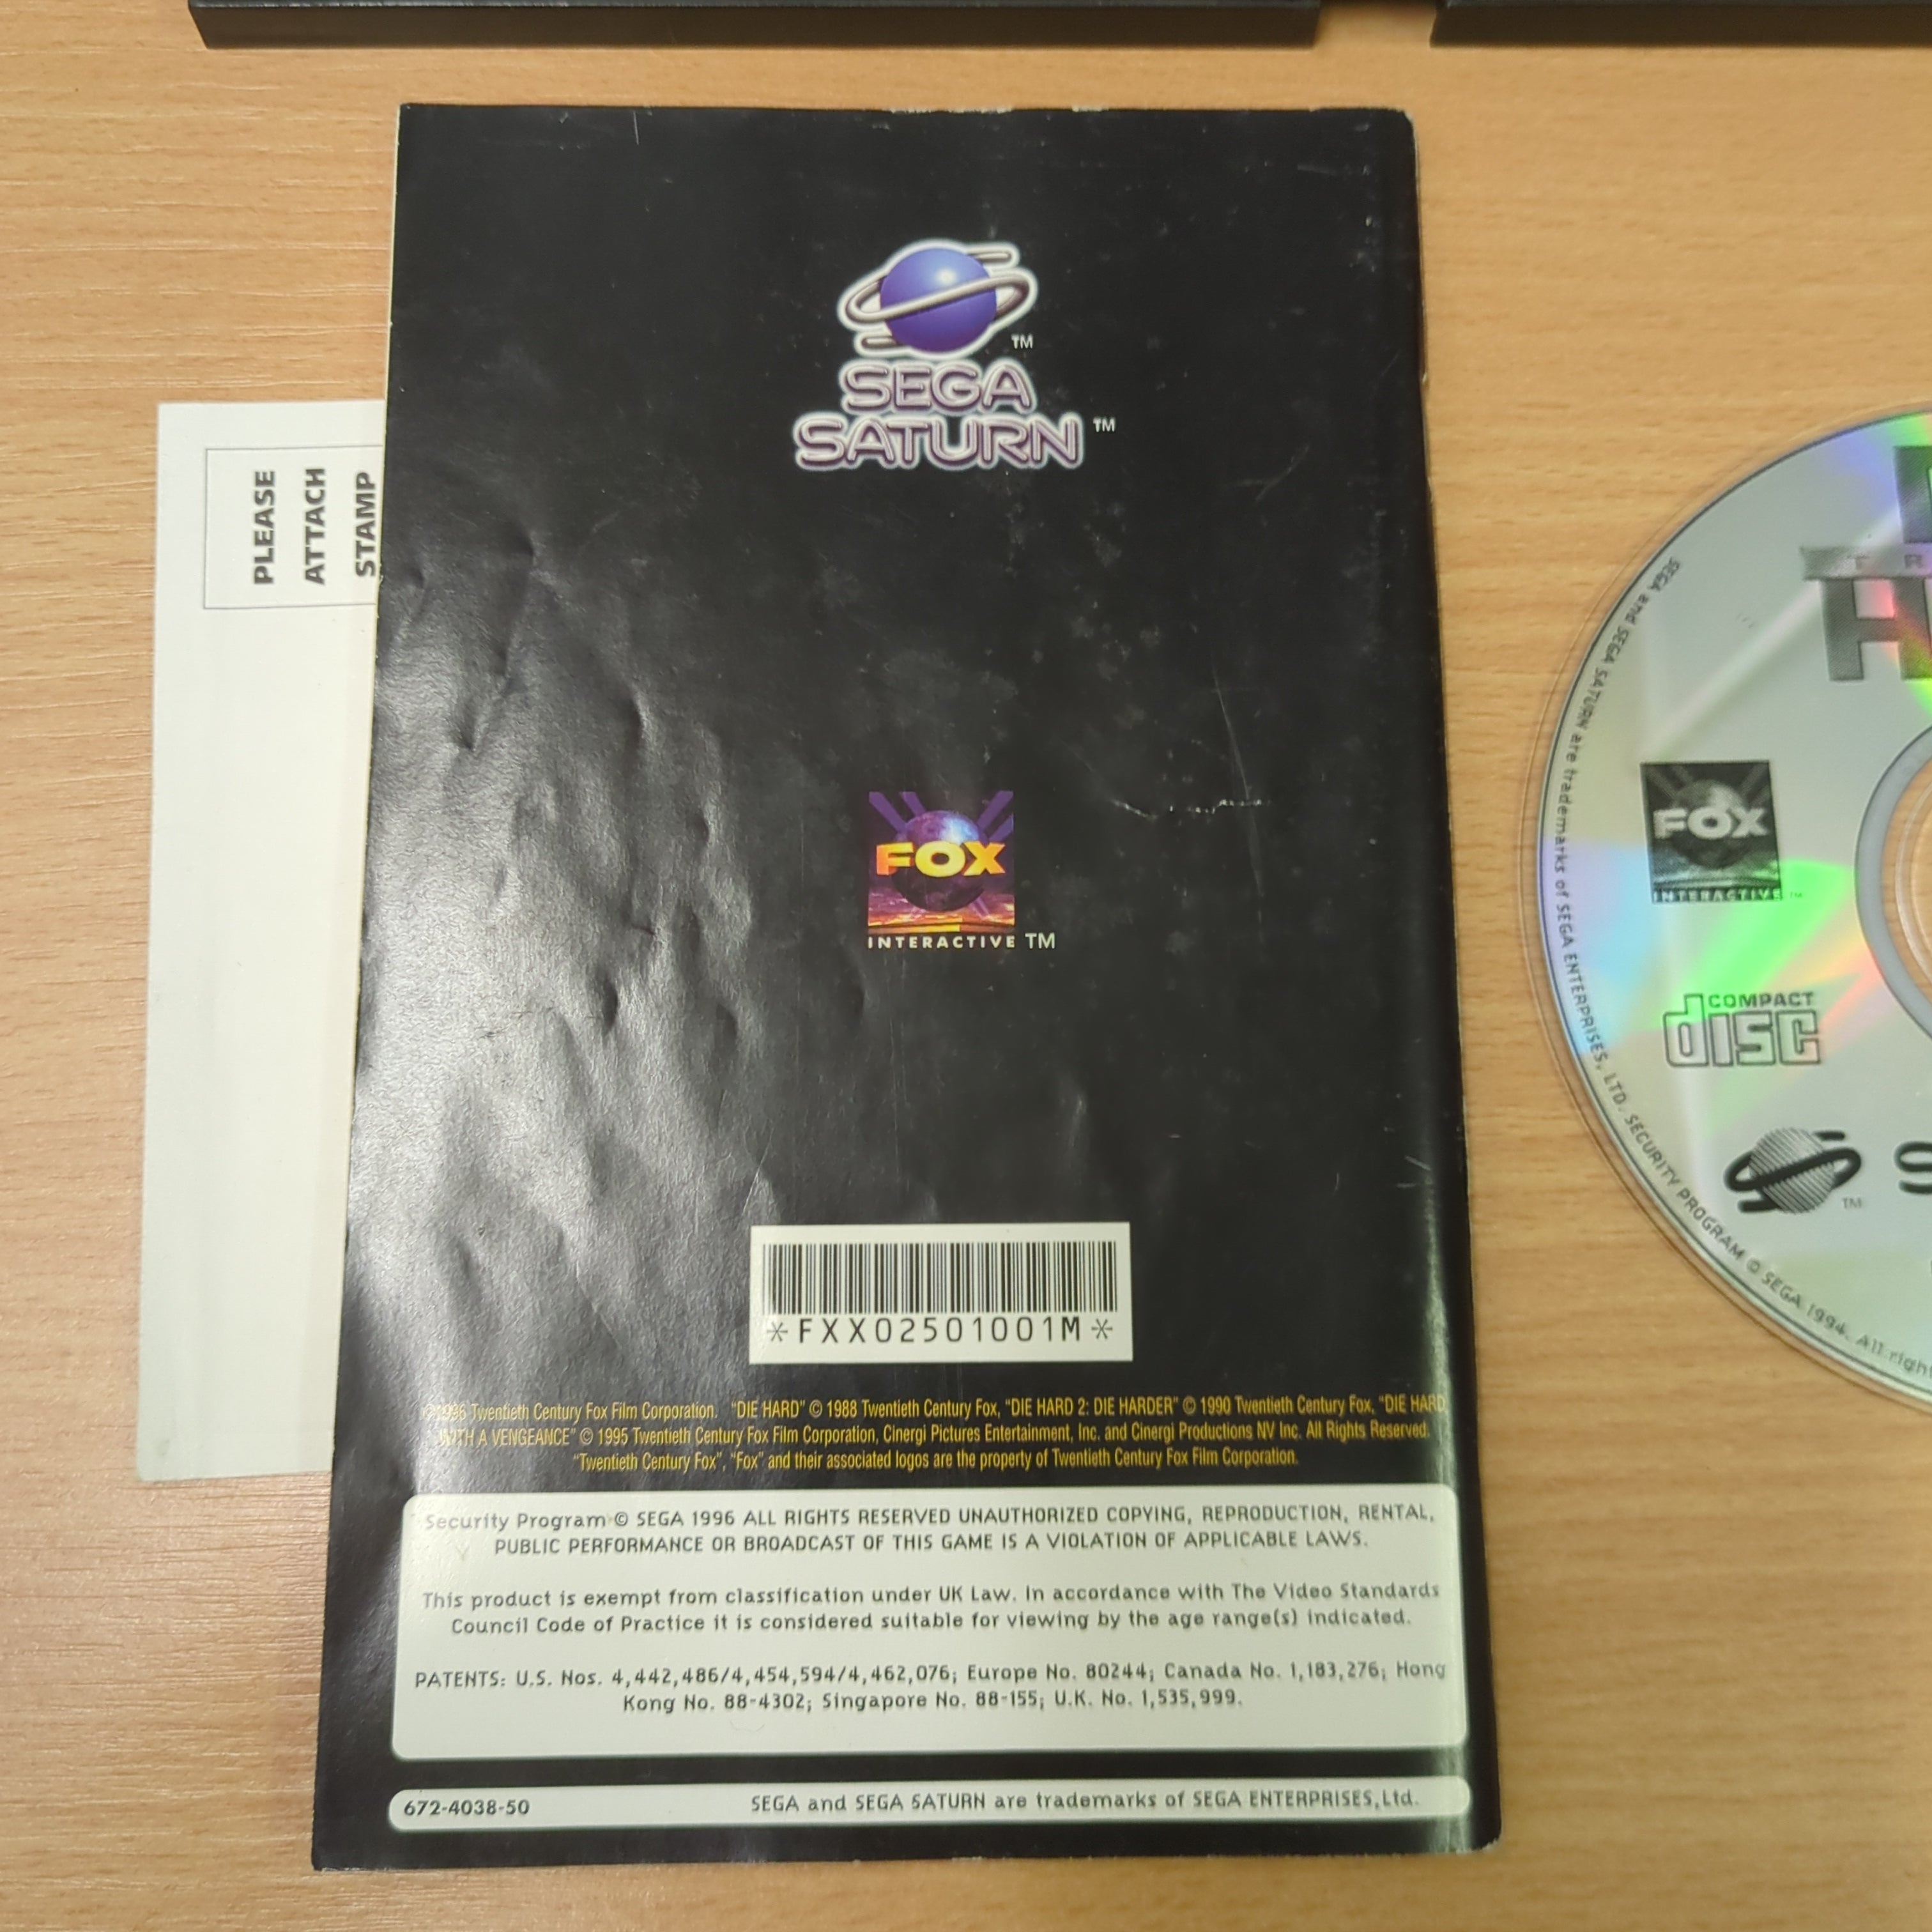 PLEASE
ATTACH
STAMP
TM
SEGA
SATURN TM
FOX
INTERACTIVE TM
*FXX02501001M*
©1996 Twentieth Century Fox Film Corporation. "DIE HARD" © 1988 Twentieth Century Fox, "DIE HARD 2: DIE HARDER" © 1990 Twentieth Century Fox, "DIE HARD
WITH A VENGEANCE" © 1995 Twentieth Century Fox Film Corporation, Cinergi Pictures Entertainment, Inc. and Cinergi Productions NV Inc. All Rights Reserved.
"Twentieth Century Fox", "Fox" and their associated logos are the property of Twentieth Century Fox Film Corporation.
Security Program © SEGA 1996 ALL RIGHTS RESERVED UNAUTHORIZED COPYING, REPRODUCTION, RENTAL,
PUBLIC PERFORMANCE OR BROADCAST OF THIS GAME IS A VIOLATION OF APPLICABLE LAWS.
This product is exempt from classification under UK Law. In accordance with The Video Standards
Council Code of Practice it is considered suitable for viewing by the age range(s) indicated.
PATENTS: U.S. Nos. 4,442,486/4,454,594/4,462,076; Europe No. 80244; Canada No. 1,183,276; Hong
Kong No. 88-4302; Singapore No. 88-155; U.K. No. 1,535,999.
672-4038-50
SEGA and SEGA SATURN are trademarks of SEGA ENTERPRISES,Ltd.
SEGA and SEGA SATURN are trademarks of SEGA ENTERPRISES, LTD. SECURITY PROGRAM © SEGA 1994. All
FOX
INTERACTIVE TM
COMPACT
disc
TM